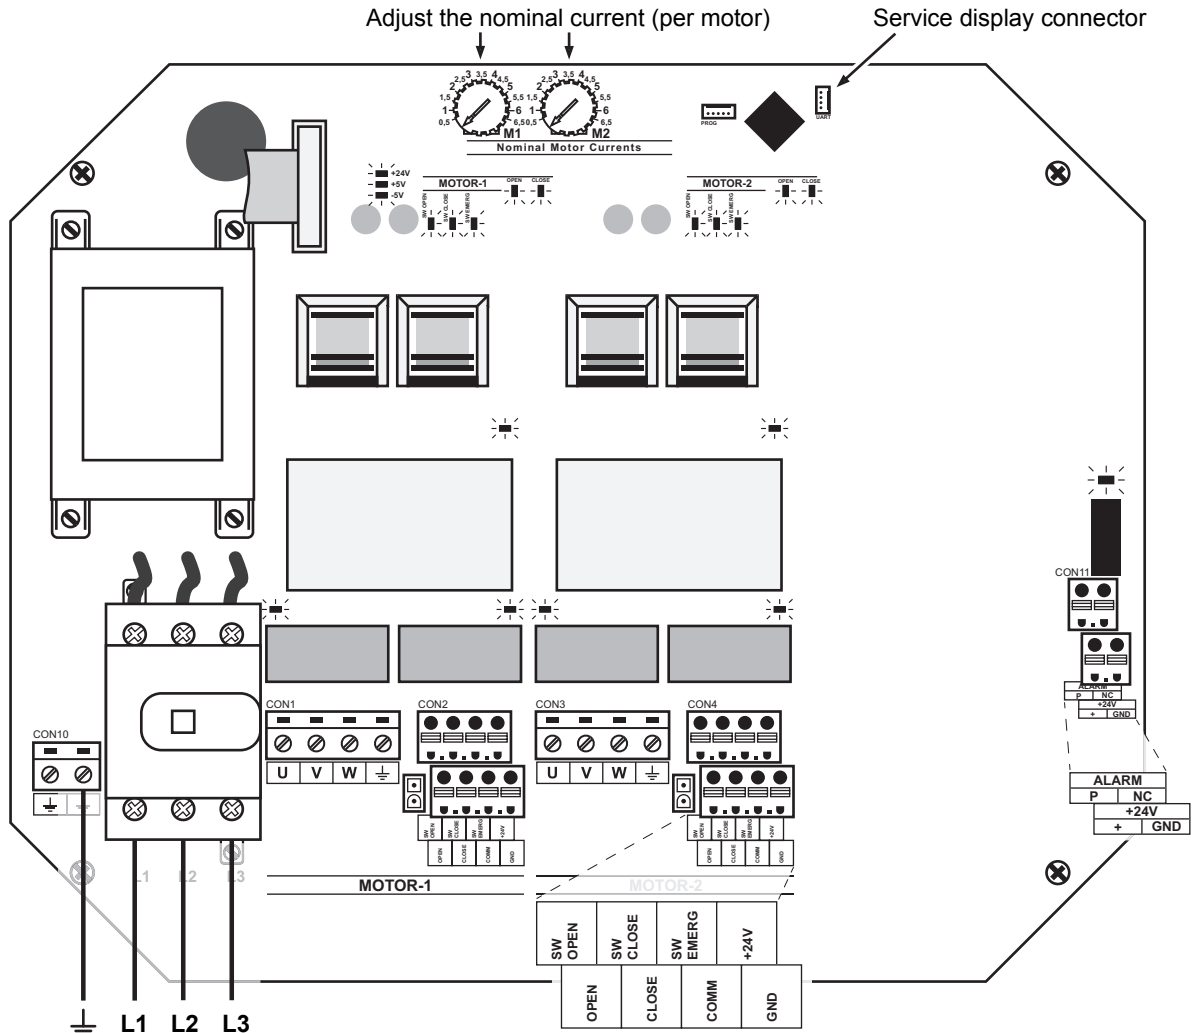 Adjust the nominal current (per motor)
Service display connector
0,5 1 1,5 2 2,5 3 3,5 4 4,5 5 5,5 6 6,5 M1
0,5 1 1,5 2 2,5 3 3,5 4 4,5 5 5,5 6 6,5 M2
Nominal Motor Currents
PROG
UART
+24V
+5V
-5V
MOTOR-1
OPEN CLOSE
SW OPEN
SW CLOSE
SW EMERG
MOTOR-2
OPEN CLOSE
SW OPEN
SW CLOSE
SW EMERG
CON11
ALARM
P NC
+24V
+ GND
CON10
CON1
U V W
CON2
SW OPEN
SW CLOSE
SW EMERG
+24V
OPEN
CLOSE
COMM
GND
CON3
U V W
CON4
SW OPEN
SW CLOSE
SW EMERG
+24V
OPEN
CLOSE
COMM
GND
ALARM
P NC
+24V
+ GND
L1 L2 L3
MOTOR-1
MOTOR-2
SW OPEN
SW CLOSE
SW EMERG
+24V
OPEN
CLOSE
COMM
GND
L1 L2 L3